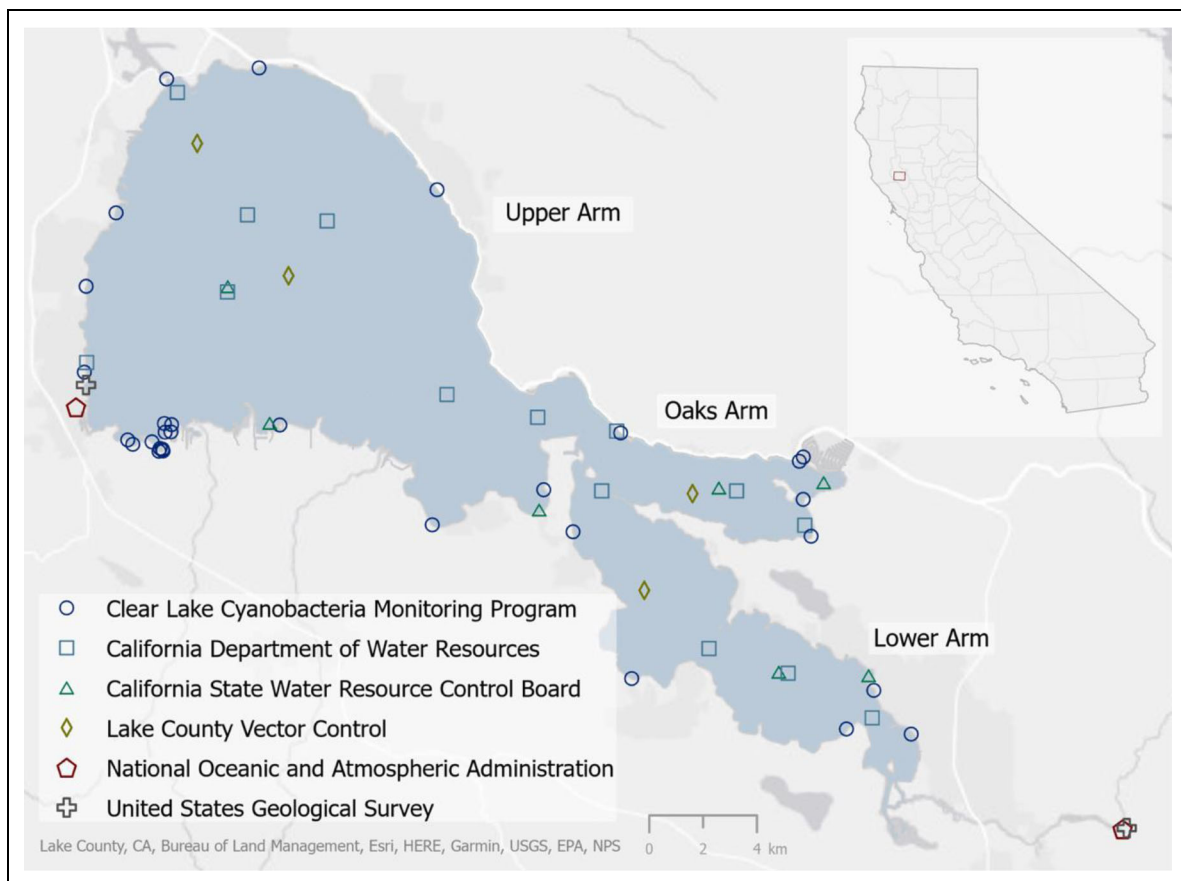 Upper Arm
Oaks Arm
Lower Arm
Clear Lake Cyanobacteria Monitoring Program
California Department of Water Resources
California State Water Resource Control Board
Lake County Vector Control
National Oceanic and Atmospheric Administration
United States Geological Survey
Lake County, CA, Bureau of Land Management, Esri, HERE, Garmin, USGS, EPA, NPS
0 2 4 km